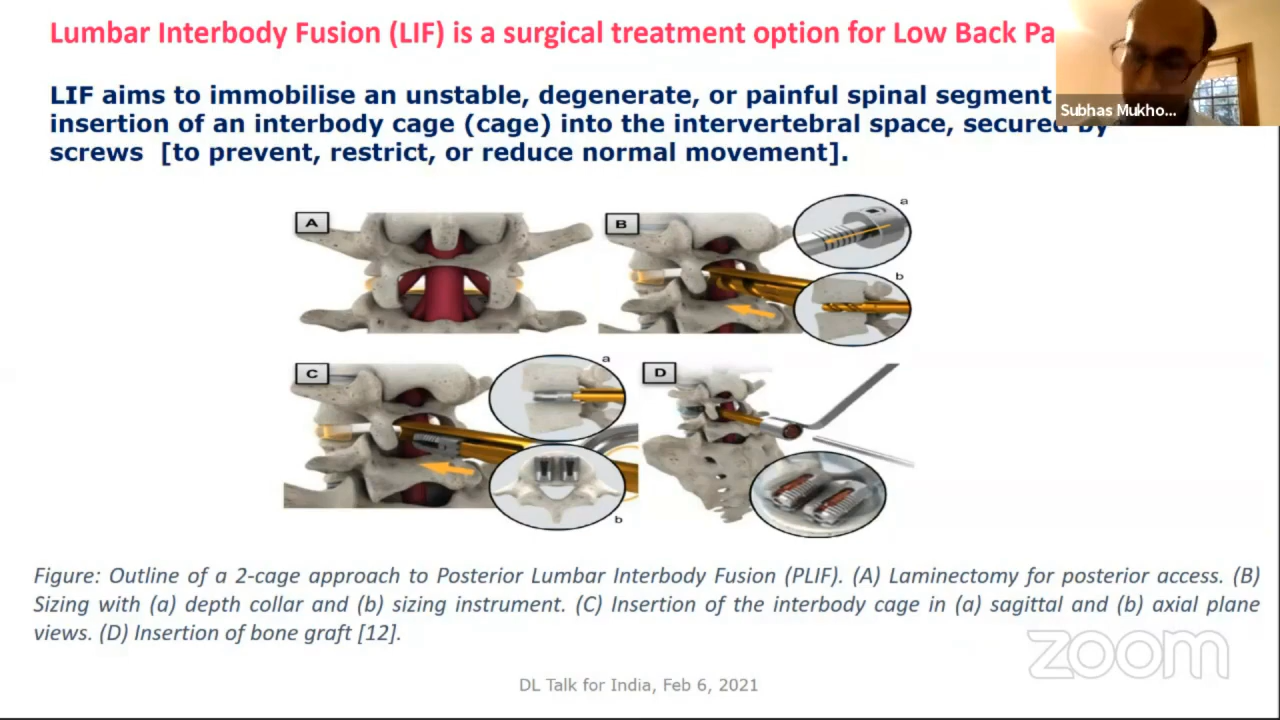 Lumbar Interbody Fusion (LIF) is a surgical treatment option for Low Back Pa
Subhas Mukho...
LIF aims to immobilise an unstable, degenerate, or painful spinal segment
insertion of an interbody cage (cage) into the intervertebral space, secured by
screws [to prevent, restrict, or reduce normal movement].
A
B
a
b
C
a
b
D
Figure: Outline of a 2-cage approach to Posterior Lumbar Interbody Fusion (PLIF). (A) Laminectomy for posterior access. (B)
Sizing with (a) depth collar and (b) sizing instrument. (C) Insertion of the interbody cage in (a) sagittal and (b) axial plane
views. (D) Insertion of bone graft [12].
zoom
DL Talk for India, Feb 6, 2021